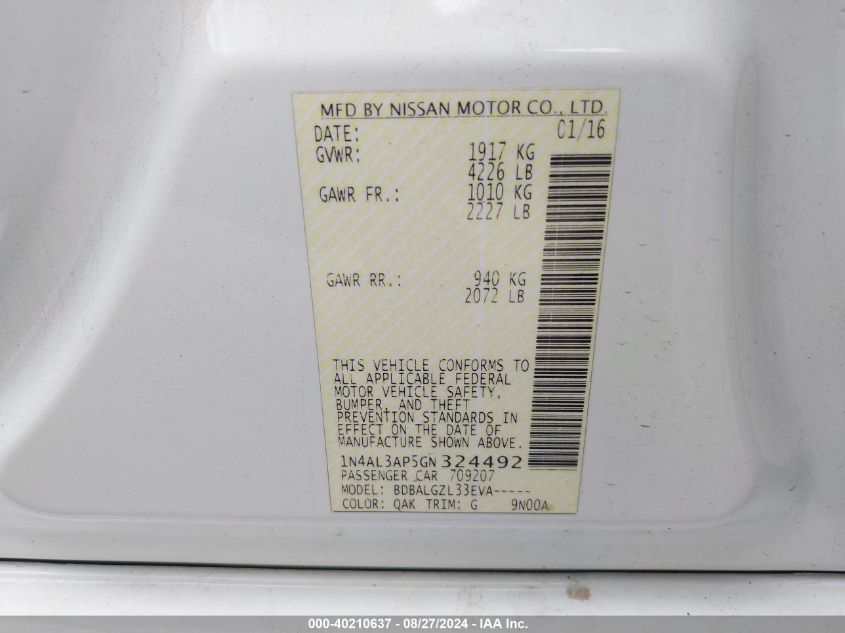 MFD BY NISSAN MOTOR CO., LTD.
DATE: 01/16
GVWR: 1917 KG
4226 LB
GAWR FR.: 1010 KG
2227 LB
GAWR RR.: 940 KG
2072 LB
THIS VEHICLE CONFORMS TO
ALL APPLICABLE FEDERAL
MOTOR VEHICLE SAFETY,
BUMPER, AND THEFT
PREVENTION STANDARDS IN
EFFECT ON THE DATE OF
MANUFACTURE SHOWN ABOVE.
1N4AL3AP5GN324492
PASSENGER CAR 709207
MODEL: BDBALGZL33EVA-----
COLOR: QAK TRIM: G 9N00A
000-40210637 - 08/27/2024 - IAA Inc.